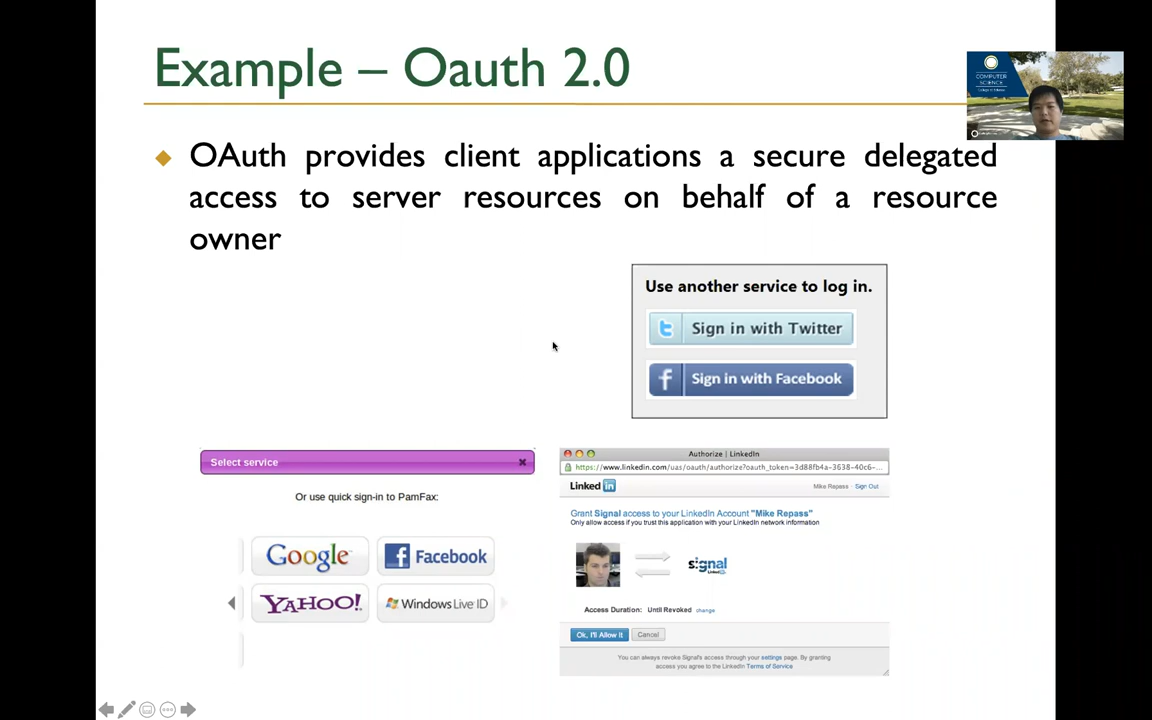 Example – Oauth 2.0
COMPUTER
SCIENCE
OAuth provides client applications a secure delegated
access to server resources on behalf of a resource
owner
Use another service to log in.
Sign in with Twitter
f Sign in with Facebook
Select service
Or use quick sign-in to PamFax:
Google Facebook
YAHOO! Windows Live ID
Authorize | LinkedIn
https://www.linkedin.com/uas/oauth/authorize?oauth_token=3d88fb4a-3638-40c6-...
Linked in Mike Repass · Sign Out
Grant Signal access to your LinkedIn Account "Mike Repass"
Only allow access if you trust this application with your LinkedIn network information
signal
Access Duration: Until Revoked change
Ok, I'll Allow it Cancel
You can always revoke Signal's access through your settings page. By granting
access you agree to the LinkedIn Terms of Service